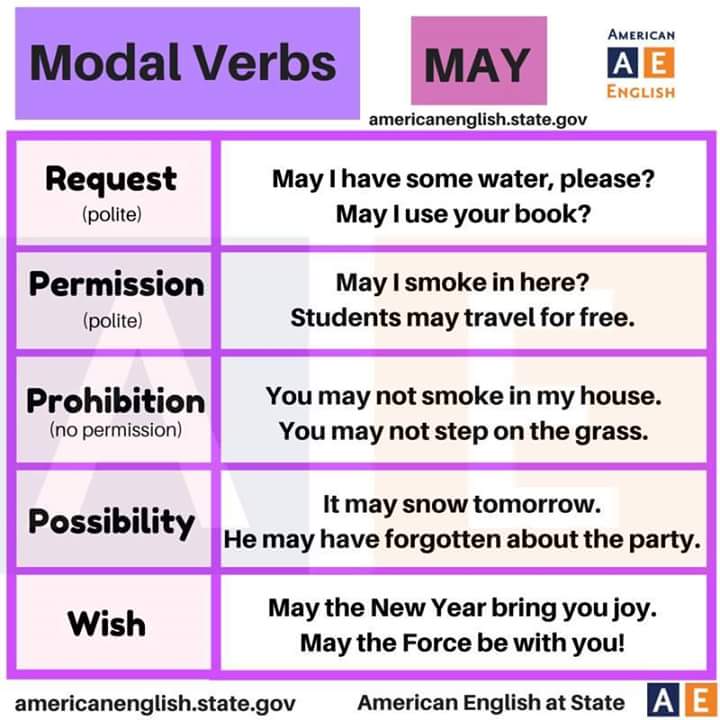 Modal Verbs
MAY
AMERICAN
A E
ENGLISH
americanenglish.state.gov
Request
(polite)
May I have some water, please?
May I use your book?
Permission
(polite)
May I smoke in here?
Students may travel for free.
Prohibition
(no permission)
You may not smoke in my house.
You may not step on the grass.
Possibility
It may snow tomorrow.
He may have forgotten about the party.
Wish
May the New Year bring you joy.
May the Force be with you!
americanenglish.state.gov
American English at State
A E